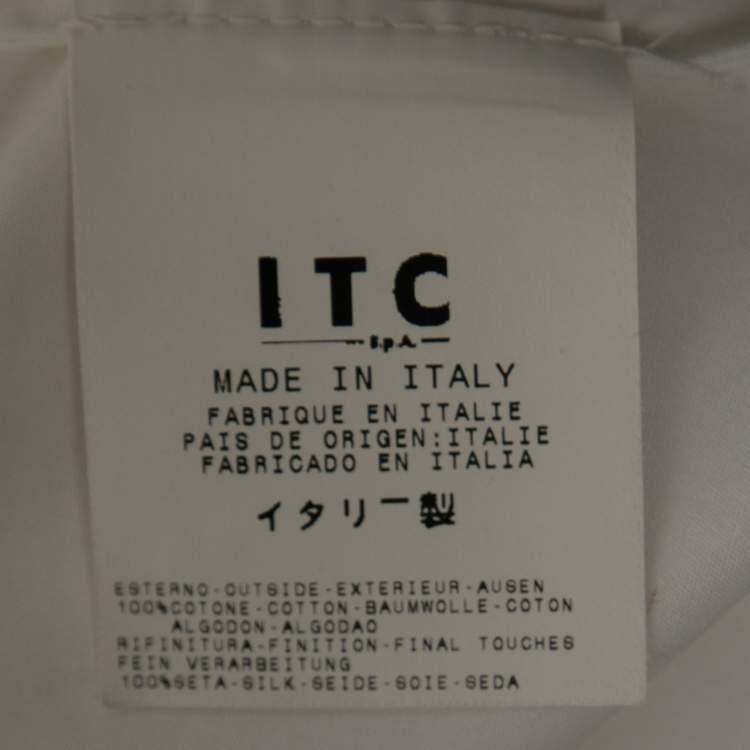 ITC
S.p.A.
MADE IN ITALY
FABRIQUE EN ITALIE
PAIS DE ORIGEN:ITALIE
FABRICADO EN ITALIA
イタリー製
ESTERNO-OUTSIDE-EXTERIEUR-AUSEN
100%COTONE-COTTON-BAUMWOLLE-COTON
ALGODON-ALGODAO
RIFINITURA-FINITION-FINAL TOUCHES
FEIN VERARBEITUNG
100%SETA-SILK-SEIDE-SOIE-SEDA